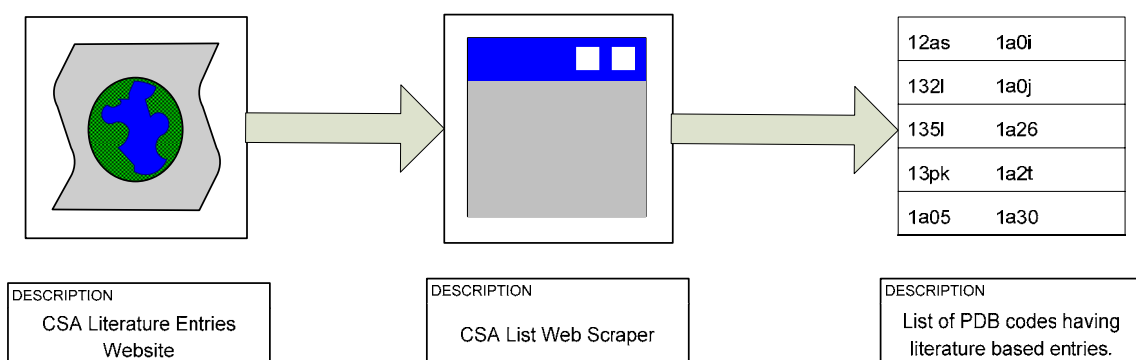 12as 1a0i
132l 1a0j
135l 1a26
13pk 1a2t
1a05 1a30
DESCRIPTION
CSA Literature Entries
Website
DESCRIPTION
CSA List Web Scraper
DESCRIPTION
List of PDB codes having
literature based entries.